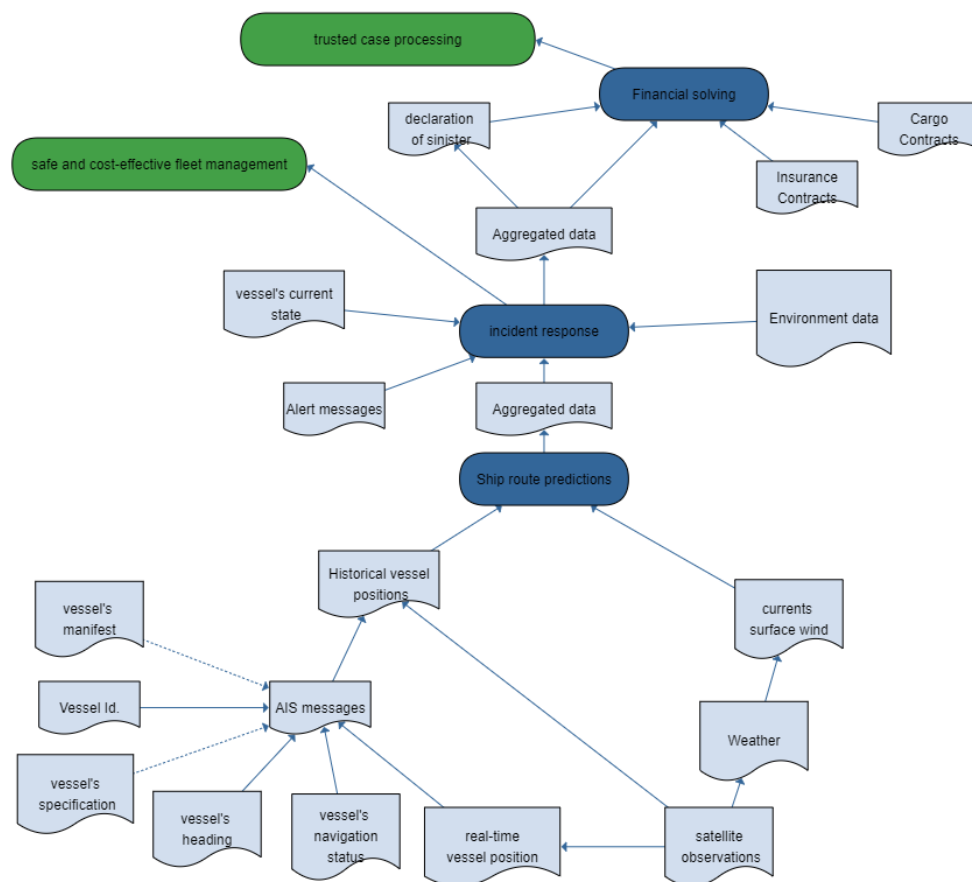 trusted case processing
Financial solving
declaration
of sinister
Cargo
Contracts
safe and cost-effective fleet management
Insurance
Contracts
Aggregated data
vessel's current
state
Environment data
incident response
Alert messages
Aggregated data
Ship route predictions
Historical vessel
positions
currents
surface wind
vessel's
manifest
Vessel Id.
AIS messages
Weather
vessel's
specification
vessel's
heading
vessel's
navigation
status
real-time
vessel position
satellite
observations